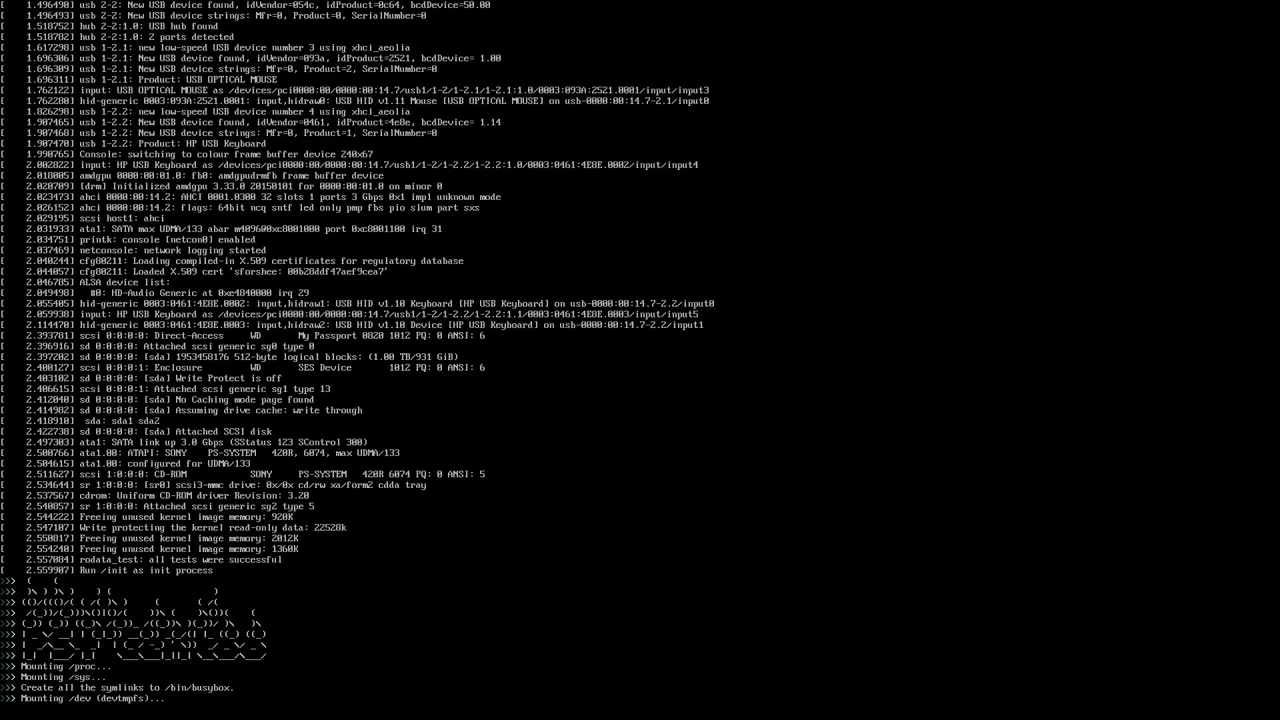 [    1.496490] usb 2-2: New USB device found, idVendor=054c, idProduct=0c64, bcdDevice=50.00
[    1.496493] usb 2-2: New USB device strings: Mfr=0, Product=0, SerialNumber=0
[    1.518752] hub 2-2:1.0: USB hub found
[    1.518782] hub 2-2:1.0: 2 ports detected
[    1.617298] usb 1-2.1: new low-speed USB device number 3 using xhci_aeolia
[    1.696306] usb 1-2.1: New USB device found, idVendor=093a, idProduct=2521, bcdDevice= 1.00
[    1.696309] usb 1-2.1: New USB device strings: Mfr=0, Product=2, SerialNumber=0
[    1.696311] usb 1-2.1: Product: USB OPTICAL MOUSE
[    1.762122] input: USB OPTICAL MOUSE as /devices/pci0000:00/0000:00:14.7/usb1/1-2/1-2.1/1-2.1:1.0/0003:093A:2521.0001/input/input3
[    1.762280] hid-generic 0003:093A:2521.0001: input,hidraw0: USB HID v1.11 Mouse [USB OPTICAL MOUSE] on usb-0000:00:14.7-2.1/input0
[    1.826298] usb 1-2.2: new low-speed USB device number 4 using xhci_aeolia
[    1.907465] usb 1-2.2: New USB device found, idVendor=0461, idProduct=4e8e, bcdDevice= 1.14
[    1.907468] usb 1-2.2: New USB device strings: Mfr=0, Product=1, SerialNumber=0
[    1.907470] usb 1-2.2: Product: HP USB Keyboard
[    1.990765] Console: switching to colour frame buffer device 240x67
[    2.002822] input: HP USB Keyboard as /devices/pci0000:00/0000:00:14.7/usb1/1-2/1-2.2/1-2.2:1.0/0003:0461:4E8E.0002/input/input4
[    2.018005] amdgpu 0000:00:01.0: fb0: amdgpudrmfb frame buffer device
[    2.020709] [drm] Initialized amdgpu 3.33.0 20150101 for 0000:00:01.0 on minor 0
[    2.023473] ahci 0000:00:14.2: AHCI 0001.0300 32 slots 1 ports 3 Gbps 0x1 impl unknown mode
[    2.026152] ahci 0000:00:14.2: flags: 64bit ncq sntf led only pmp fbs pio slum part sxs
[    2.029195] scsi host1: ahci
[    2.031933] ata1: SATA max UDMA/133 abar m4096@0xc8001000 port 0xc8001100 irq 31
[    2.034751] printk: console [netcon0] enabled
[    2.037469] netconsole: network logging started
[    2.040244] cfg80211: Loading compiled-in X.509 certificates for regulatory database
[    2.044057] cfg80211: Loaded X.509 cert 'sforshee: 00b28ddf47aef9cea7'
[    2.046785] ALSA device list:
[    2.049498]   #0: HD-Audio Generic at 0xe4840000 irq 29
[    2.055405] hid-generic 0003:0461:4E8E.0002: input,hidraw1: USB HID v1.10 Keyboard [HP USB Keyboard] on usb-0000:00:14.7-2.2/input0
[    2.059938] input: HP USB Keyboard as /devices/pci0000:00/0000:00:14.7/usb1/1-2/1-2.2/1-2.2:1.1/0003:0461:4E8E.0003/input/input5
[    2.114470] hid-generic 0003:0461:4E8E.0003: input,hidraw2: USB HID v1.10 Device [HP USB Keyboard] on usb-0000:00:14.7-2.2/input1
[    2.393781] scsi 0:0:0:0: Direct-Access     WD       My Passport 0820 1012 PQ: 0 ANSI: 6
[    2.396916] sd 0:0:0:0: Attached scsi generic sg0 type 0
[    2.397202] sd 0:0:0:0: [sda] 1953458176 512-byte logical blocks: (1.00 TB/931 GiB)
[    2.400127] scsi 0:0:0:1: Enclosure         WD       SES Device       1012 PQ: 0 ANSI: 6
[    2.403102] sd 0:0:0:0: [sda] Write Protect is off
[    2.406615] scsi 0:0:0:1: Attached scsi generic sg1 type 13
[    2.412040] sd 0:0:0:0: [sda] No Caching mode page found
[    2.414982] sd 0:0:0:0: [sda] Assuming drive cache: write through
[    2.418910]  sda: sda1 sda2
[    2.422738] sd 0:0:0:0: [sda] Attached SCSI disk
[    2.497303] ata1: SATA link up 3.0 Gbps (SStatus 123 SControl 300)
[    2.500766] ata1.00: ATAPI: SONY    PS-SYSTEM   420R, 6074, max UDMA/133
[    2.504615] ata1.00: configured for UDMA/133
[    2.511627] scsi 1:0:0:0: CD-ROM            SONY     PS-SYSTEM   420R 6074 PQ: 0 ANSI: 5
[    2.534644] sr 1:0:0:0: [sr0] scsi3-mmc drive: 0x/0x cd/rw xa/form2 cdda tray
[    2.537567] cdrom: Uniform CD-ROM driver Revision: 3.20
[    2.540857] sr 1:0:0:0: Attached scsi generic sg2 type 5
[    2.544222] Freeing unused kernel image memory: 920K
[    2.547107] Write protecting the kernel read-only data: 22528k
[    2.550817] Freeing unused kernel image memory: 2012K
[    2.554240] Freeing unused kernel image memory: 1360K
[    2.557084] rodata_test: all tests were successful
[    2.559907] Run /init as init process
>>> Mounting /proc...
>>> Mounting /sys...
>>> Create all the symlinks to /bin/busybox.
>>> Mounting /dev (devtmpfs)...